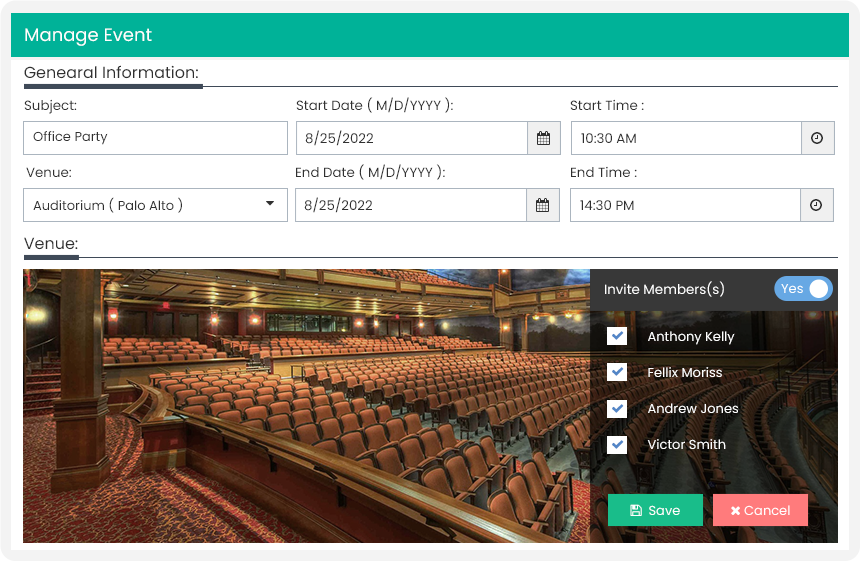 Manage Event
Genearal Information:
Subject: Start Date ( M/D/YYYY ): Start Time :
Office Party 8/25/2022 10:30 AM
Venue: End Date ( M/D/YYYY ): End Time :
Auditorium ( Palo Alto ) 8/25/2022 14:30 PM
Venue:
Invite Members(s) Yes
Anthony Kelly
Fellix Moriss
Andrew Jones
Victor Smith
Save Cancel